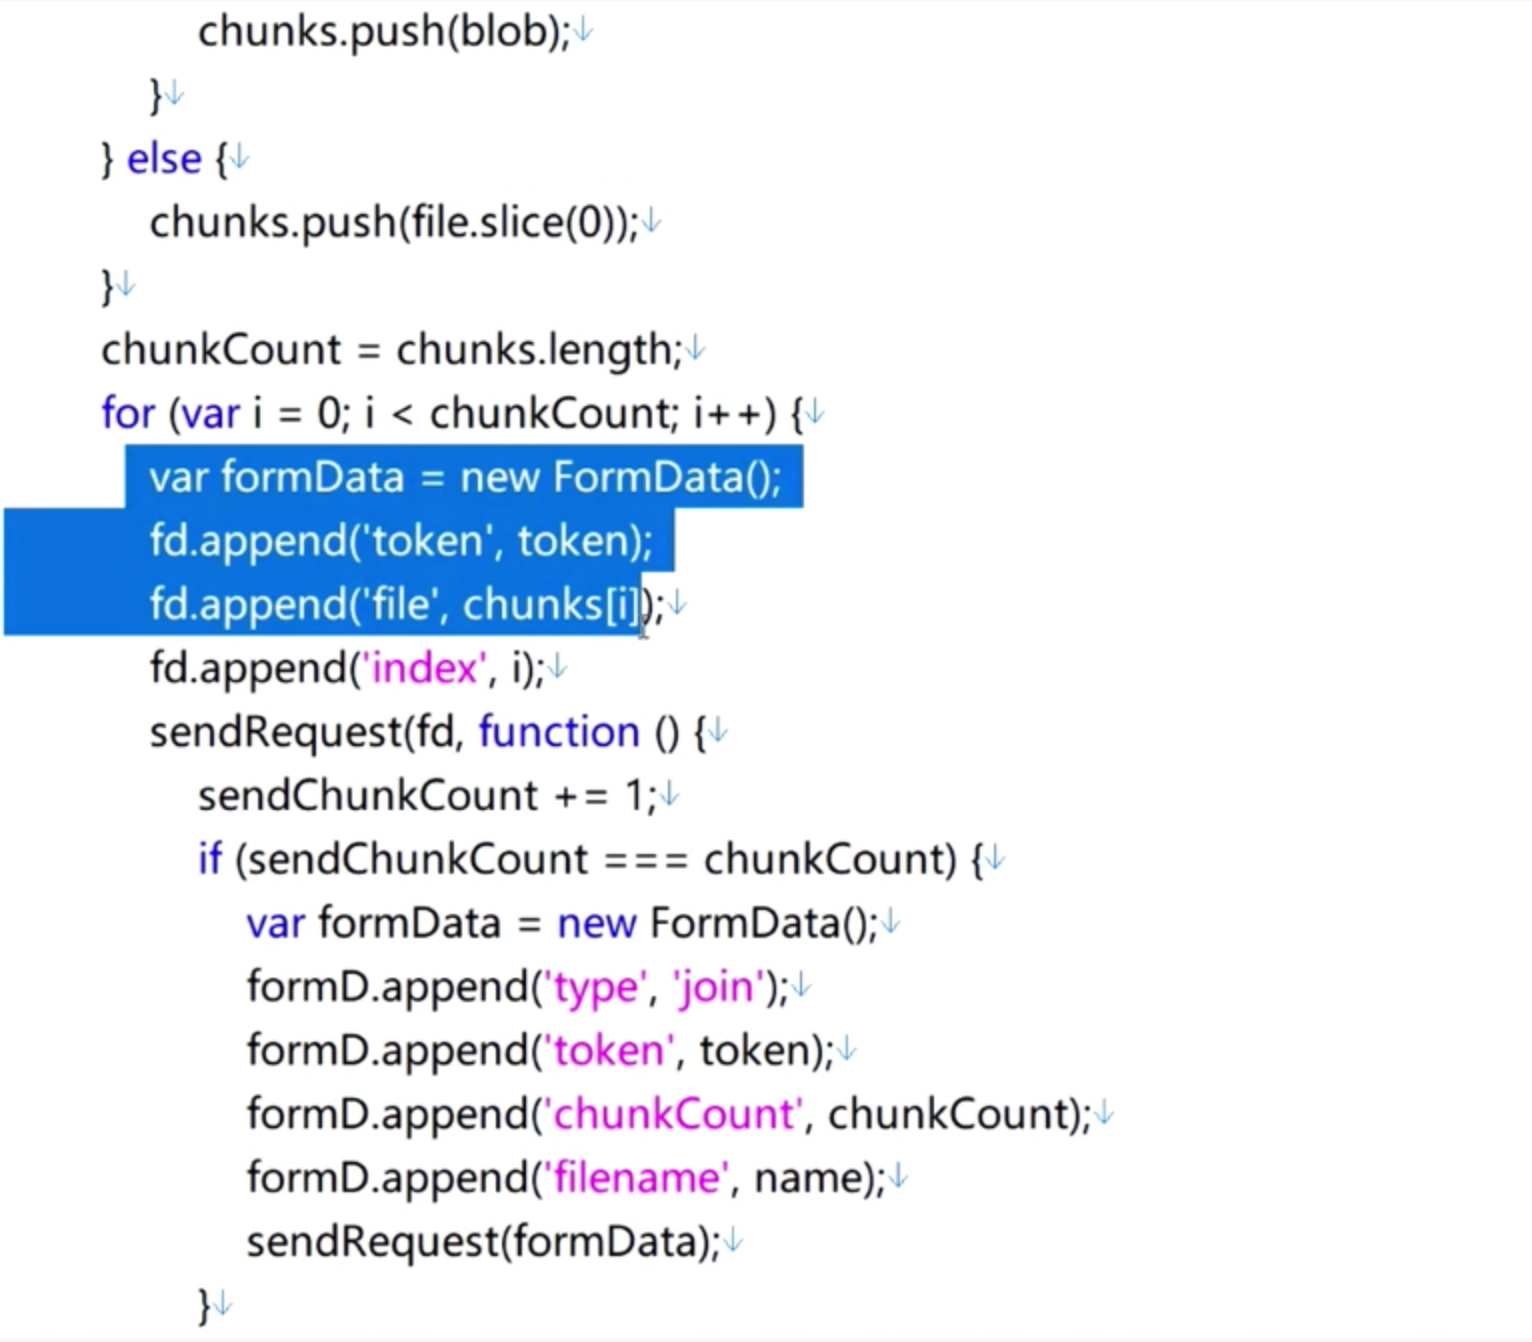 chunks.push(blob);↓
}↓
} else {↓
chunks.push(file.slice(0));↓
}↓
chunkCount = chunks.length;↓
for (var i = 0; i < chunkCount; i++) {↓
var formData = new FormData();
fd.append('token', token);
fd.append('file', chunks[i]);↓
fd.append('index', i);↓
sendRequest(fd, function () {↓
sendChunkCount += 1;↓
if (sendChunkCount === chunkCount) {↓
var formData = new FormData();↓
formD.append('type', 'join');↓
formD.append('token', token);↓
formD.append('chunkCount', chunkCount);↓
formD.append('filename', name);↓
sendRequest(formData);↓
}↓